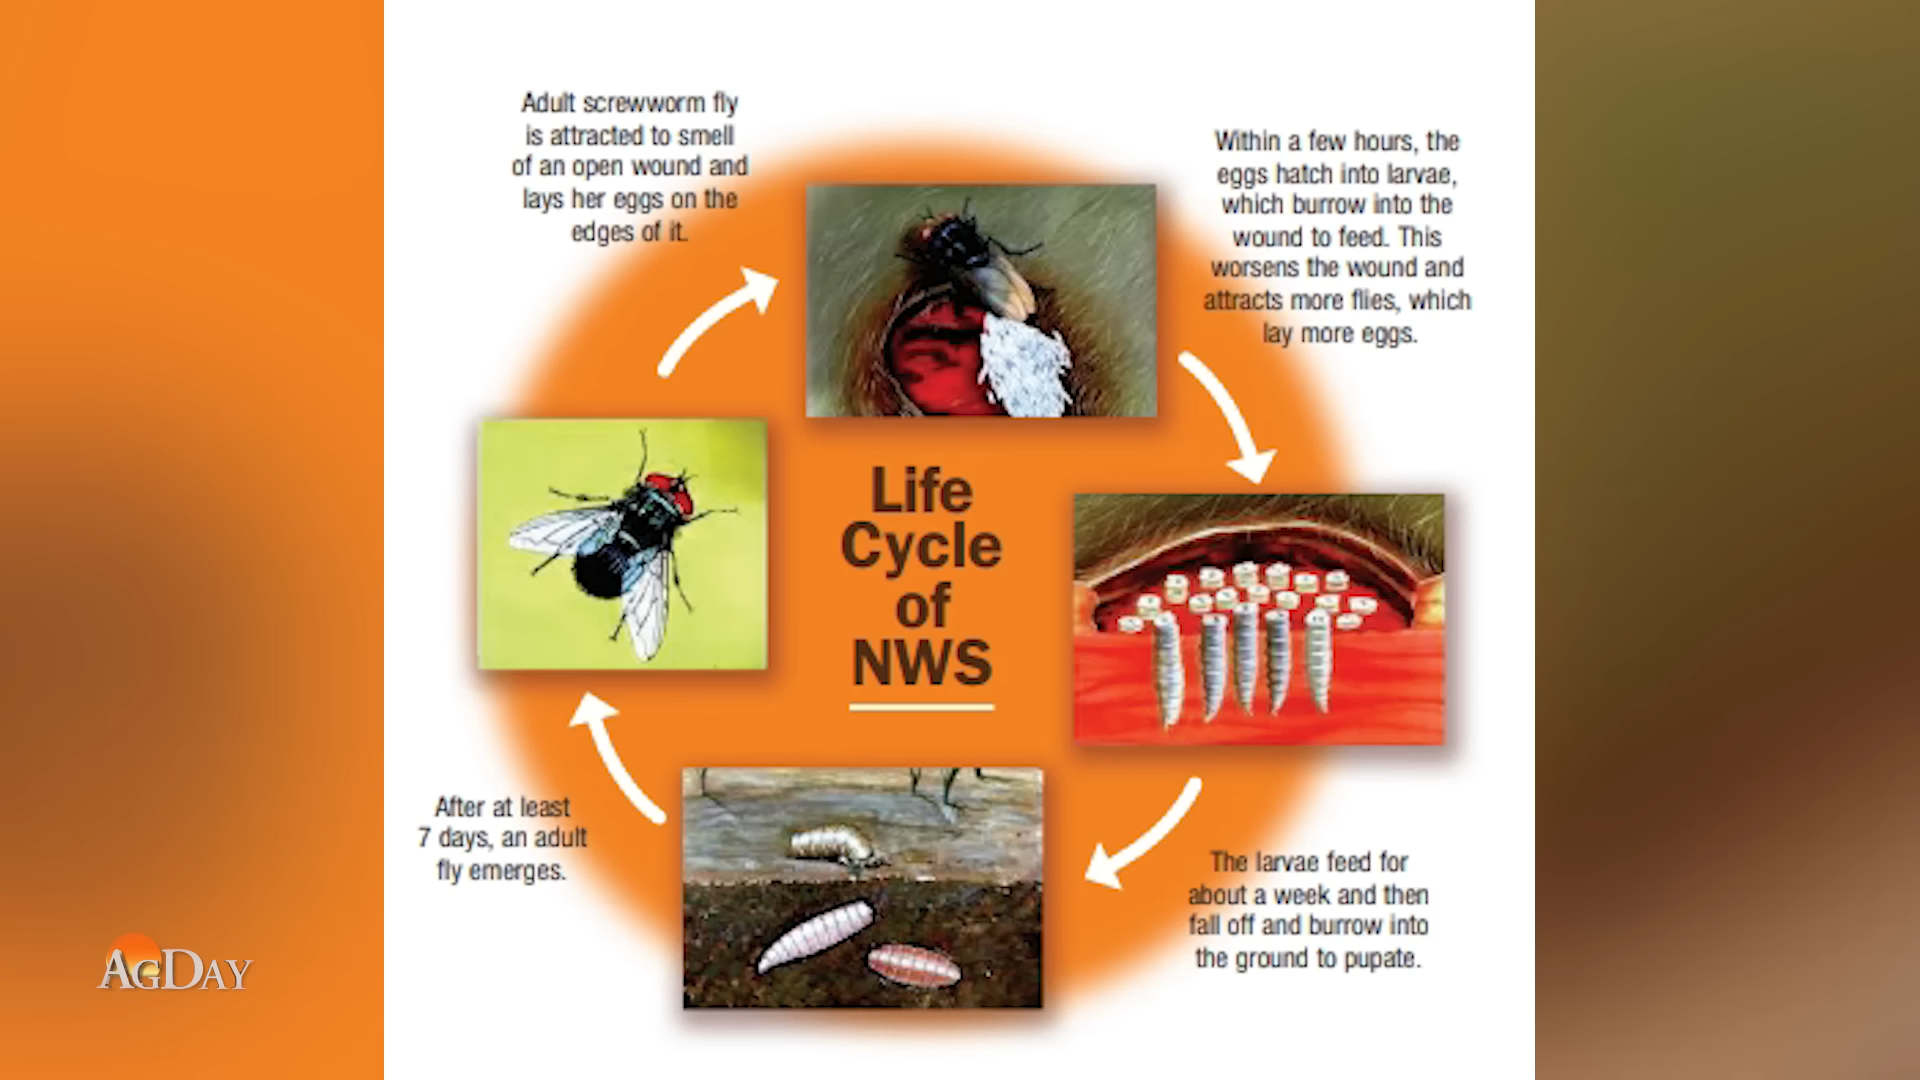 Adult screwworm fly
is attracted to smell
of an open wound and
lays her eggs on the
edges of it.
Within a few hours, the
eggs hatch into larvae,
which burrow into the
wound to feed. This
worsens the wound and
attracts more flies, which
lay more eggs.
Life
Cycle
of
NWS
After at least
7 days, an adult
fly emerges.
The larvae feed for
about a week and then
fall off and burrow into
the ground to pupate.
AGDAY